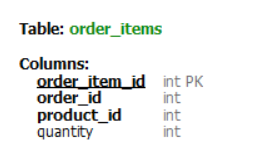 Table: order_items
Columns:
order_item_id int PK
order_id int
product_id int
quantity int